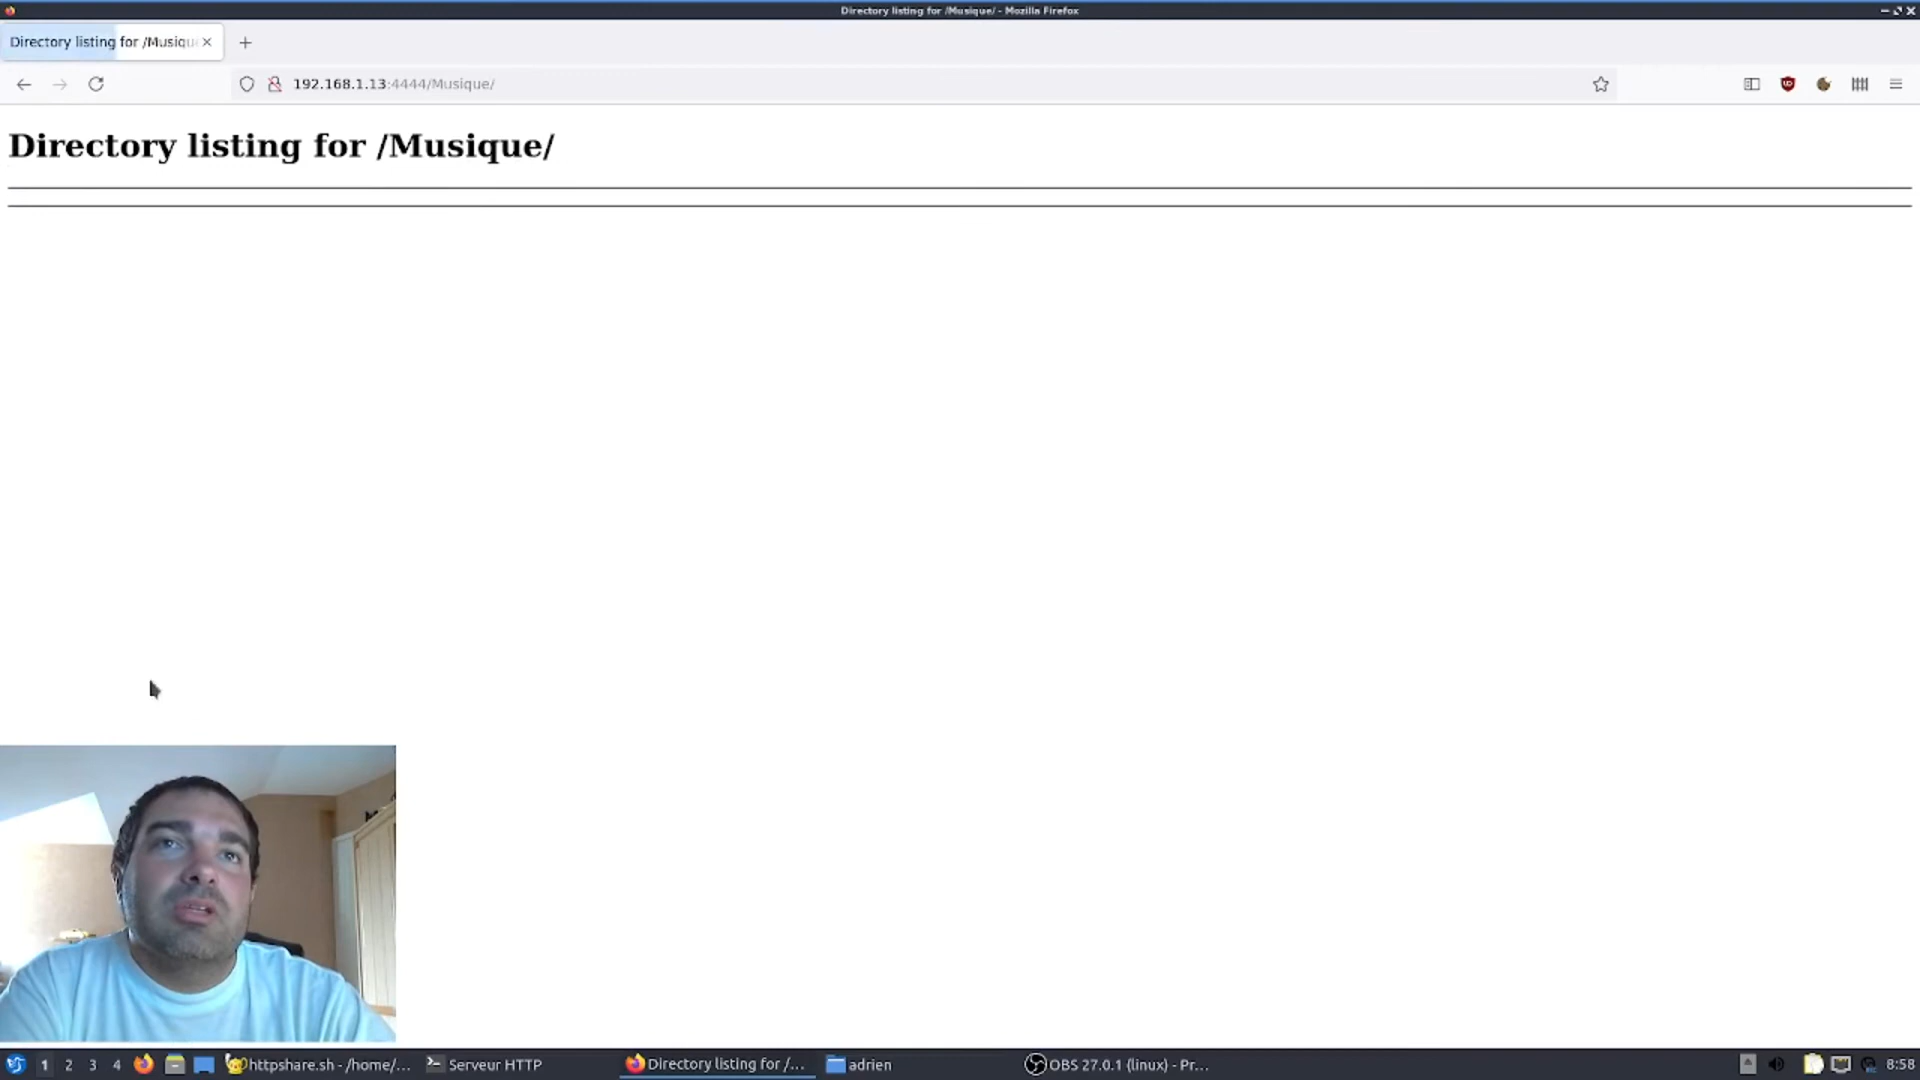 Directory listing for /Musique/ - Mozilla Firefox
Directory listing for /Musiqu
192.168.1.13:4444/Musique/
Directory listing for /Musique/
1 2 3 4 httpshare.sh - /home/... Serveur HTTP Directory listing for /... adrien OBS 27.0.1 (linux) - Pr... 8:58